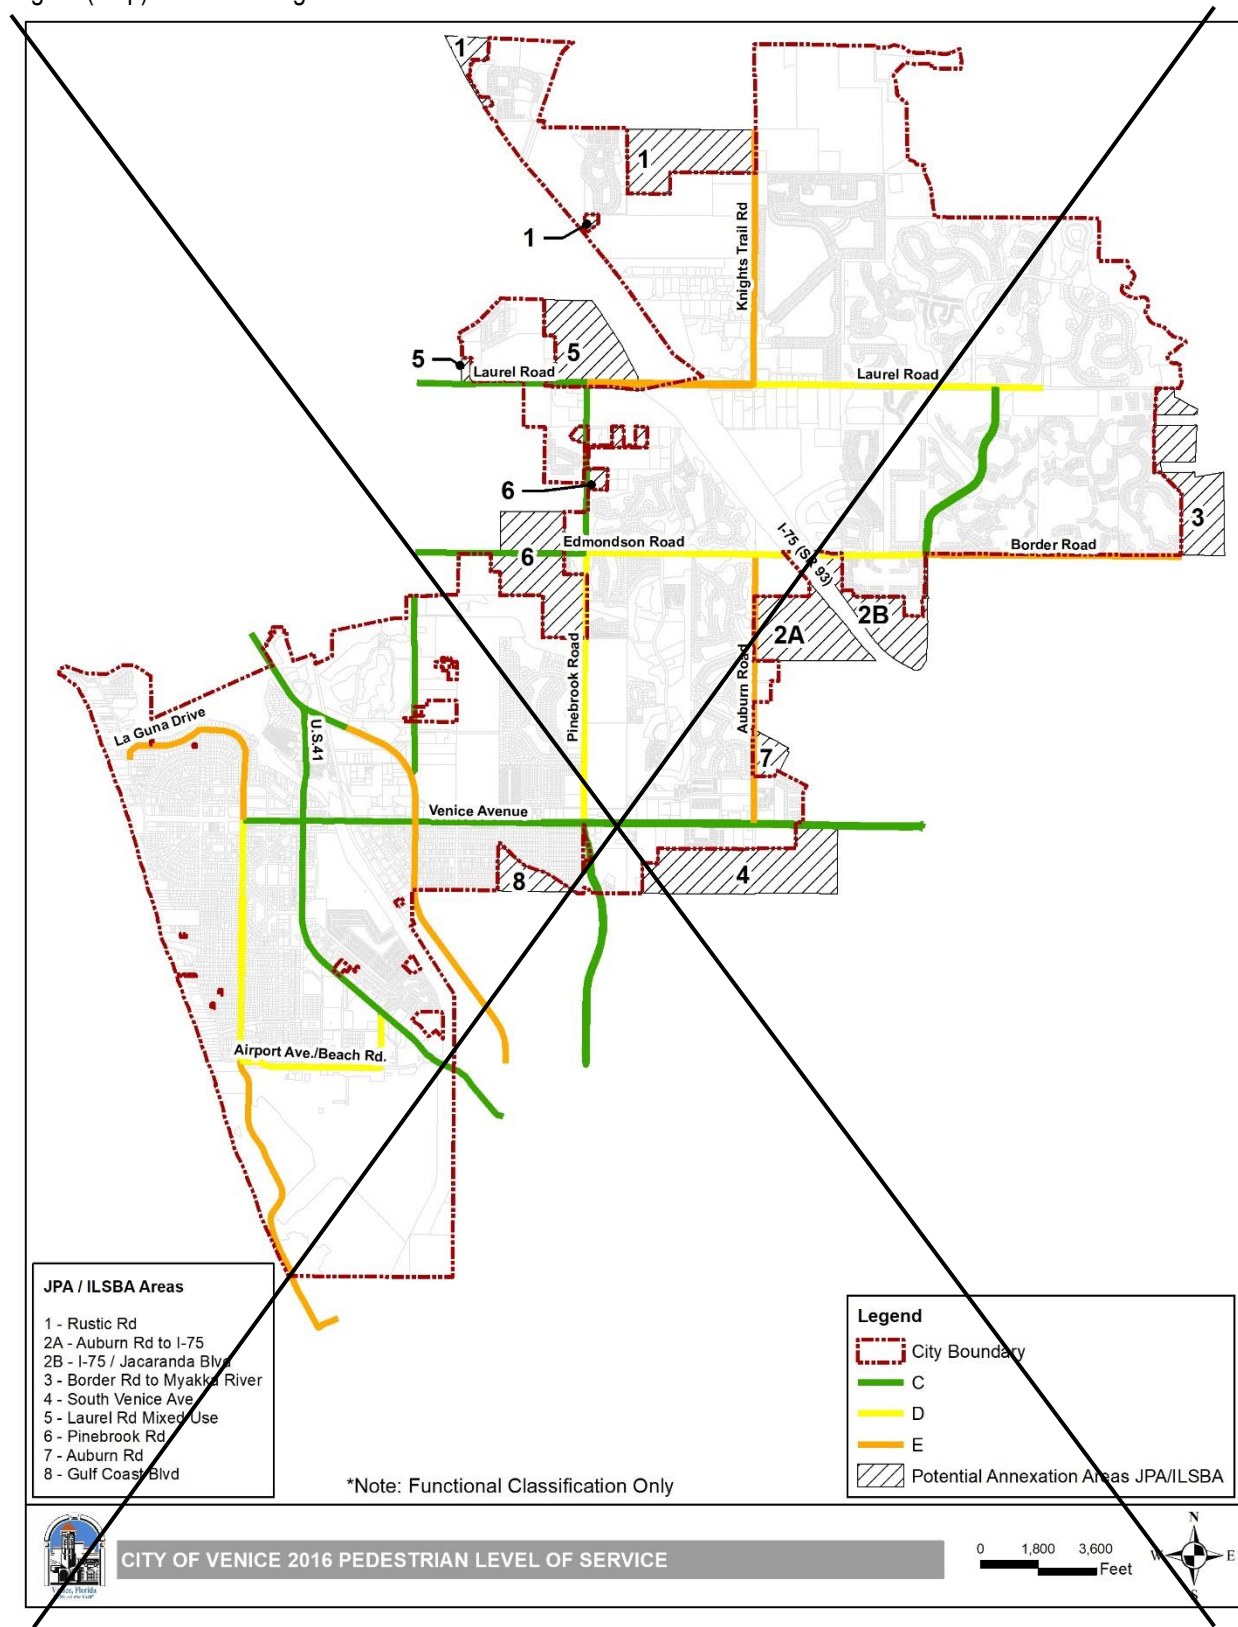 1
1
1
Knights Trail Rd
5
5
Laurel Road
Laurel Road
6
3
I-75 (SR 93)
6
Edmondson Road
Border Road
2B
2A
Pinebrook Road
Auburn Road
La Guna Drive
U.S.41
7
Venice Avenue
8
4
Airport Ave./Beach Rd.
JPA / ILSBA Areas
1 - Rustic Rd
2A - Auburn Rd to I-75
2B - I-75 / Jacaranda Blvd
3 - Border Rd to Myakka River
4 - South Venice Ave
5 - Laurel Rd Mixed Use
6 - Pinebrook Rd
7 - Auburn Rd
8 - Gulf Coast Blvd
*Note: Functional Classification Only
Legend
City Boundary
C
D
E
Potential Annexation Areas JPA/ILSBA
Venice, Florida
CITY OF VENICE 2016 PEDESTRIAN LEVEL OF SERVICE
0 1,800 3,600
Feet
N
W E
S